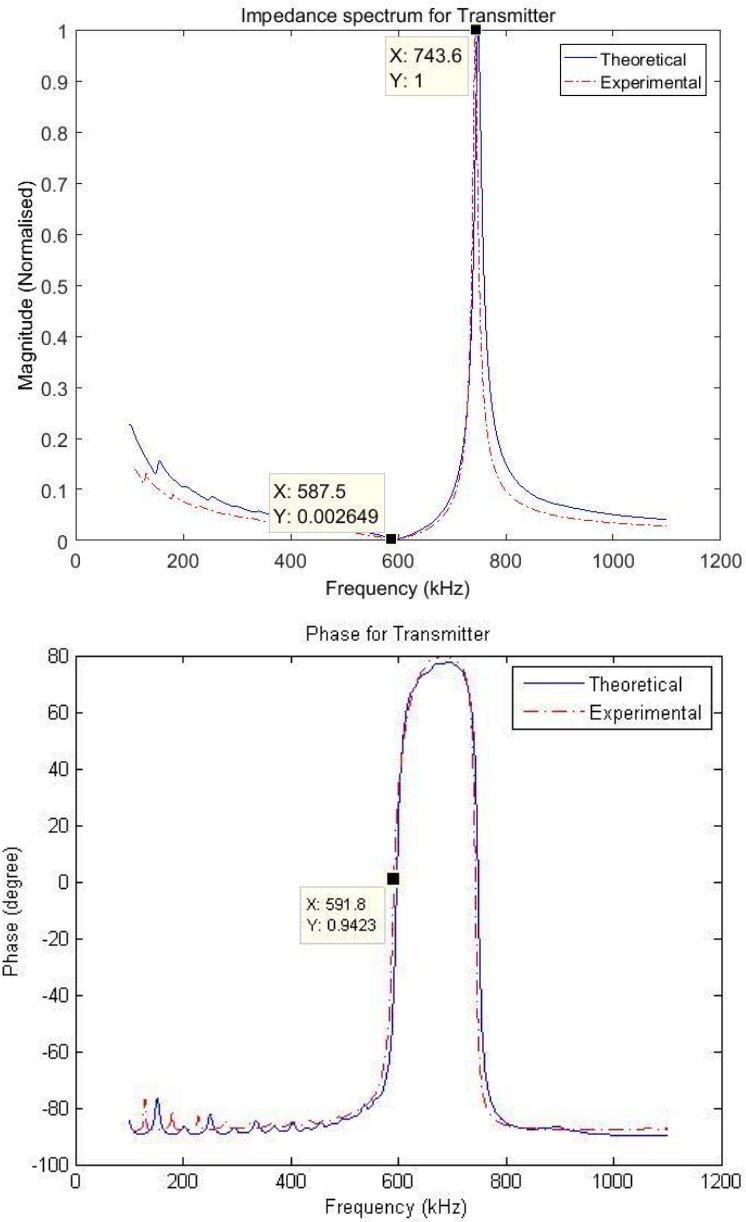 Impedance spectrum for Transmitter
1
0.9
0.8
0.7
0.6
0.5
0.4
0.3
0.2
0.1
0
Magnitude (Normalised)
X: 743.6
Y: 1
Theoretical
Experimental
X: 587.5
Y: 0.002649
0 200 400 600 800 1000 1200
Frequency (kHz)
Phase for Transmitter
80
60
40
20
0
-20
-40
-60
-80
-100
Phase (degree)
Theoretical
Experimental
X: 591.8
Y: 0.9423
0 200 400 600 800 1000 1200
Frequency (kHz)